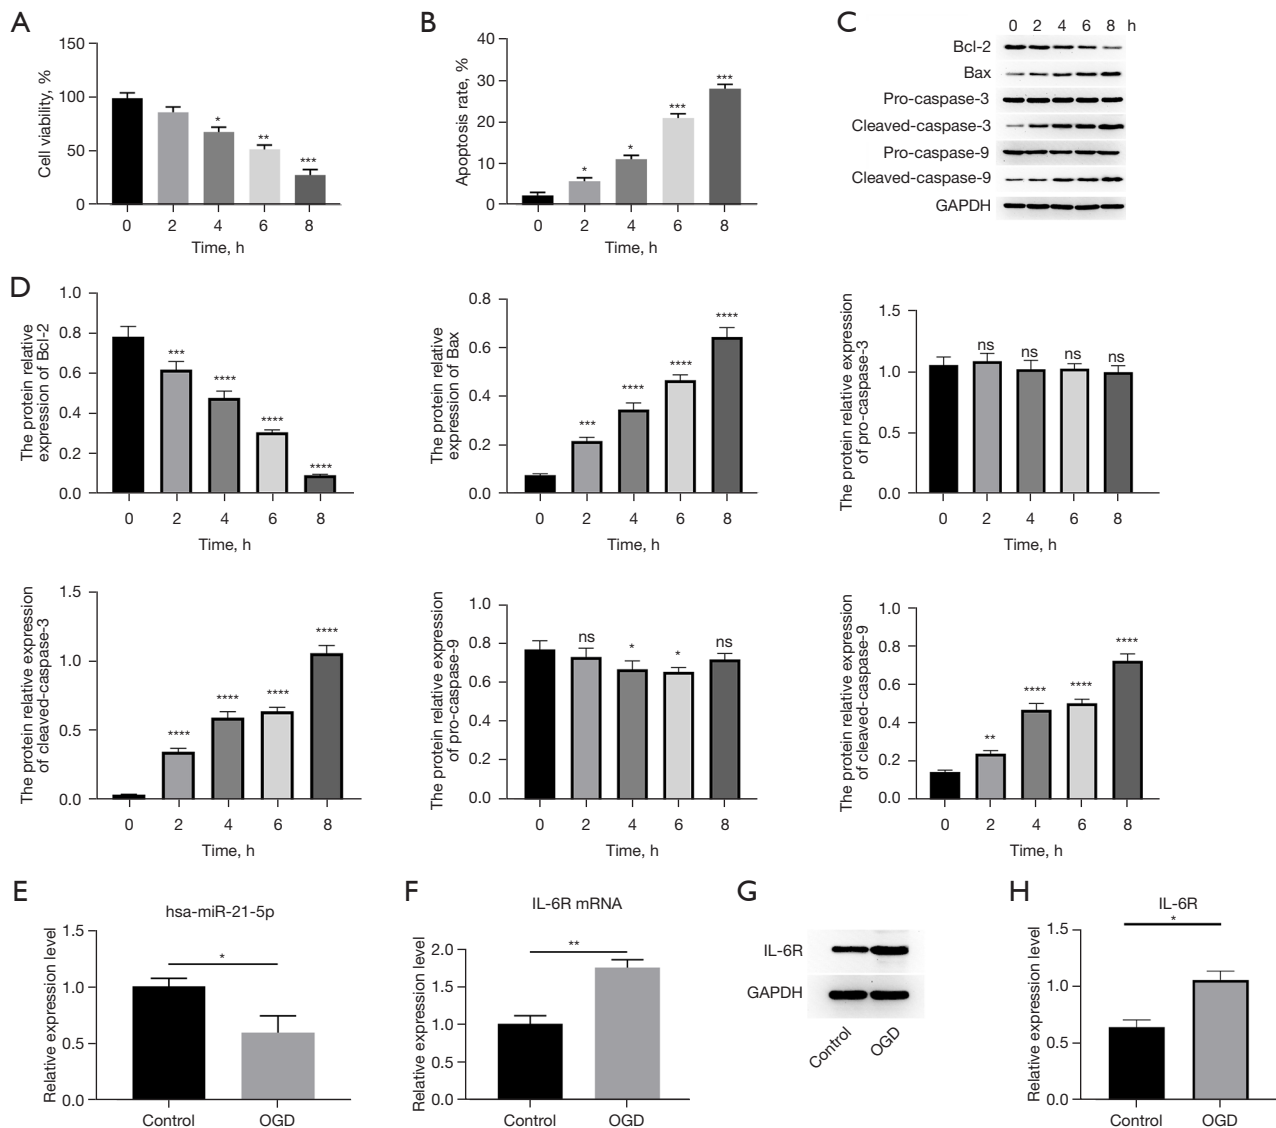 A
Cell viability, %
150
100
50
0
*
**
***
0 2 4 6 8
Time, h
B
Apoptosis rate, %
40
30
20
10
0
*
*
***
***
0 2 4 6 8
Time, h
C
0 2 4 6 8 h
Bcl-2
Bax
Pro-caspase-3
Cleaved-caspase-3
Pro-caspase-9
Cleaved-caspase-9
GAPDH
D
The protein relative
expression of Bcl-2
1.0
0.8
0.6
0.4
0.2
0.0
***
****
****
****
0 2 4 6 8
Time, h
The protein relative
expression of Bax
0.8
0.6
0.4
0.2
0.0
***
****
****
****
0 2 4 6 8
Time, h
The protein relative expression
of pro-caspase-3
1.5
1.0
0.5
0.0
ns ns ns ns
0 2 4 6 8
Time, h
The protein relative expression
of cleaved-caspase-3
1.5
1.0
0.5
0.0
****
****
****
****
0 2 4 6 8
Time, h
The protein relative expression
of pro-caspase-9
1.0
0.8
0.6
0.4
0.2
0.0
ns * * ns
0 2 4 6 8
Time, h
The protein relative expression
of cleaved-caspase-9
1.0
0.8
0.6
0.4
0.2
0.0
**
****
****
****
0 2 4 6 8
Time, h
E
hsa-miR-21-5p
Relative expression level
1.5
1.0
0.5
0.0
*
Control OGD
F
IL-6R mRNA
Relative expression level
2.0
1.5
1.0
0.5
0.0
**
Control OGD
G
IL-6R
GAPDH
Control OGD
H
IL-6R
Relative expression level
1.5
1.0
0.5
0.0
*
Control OGD